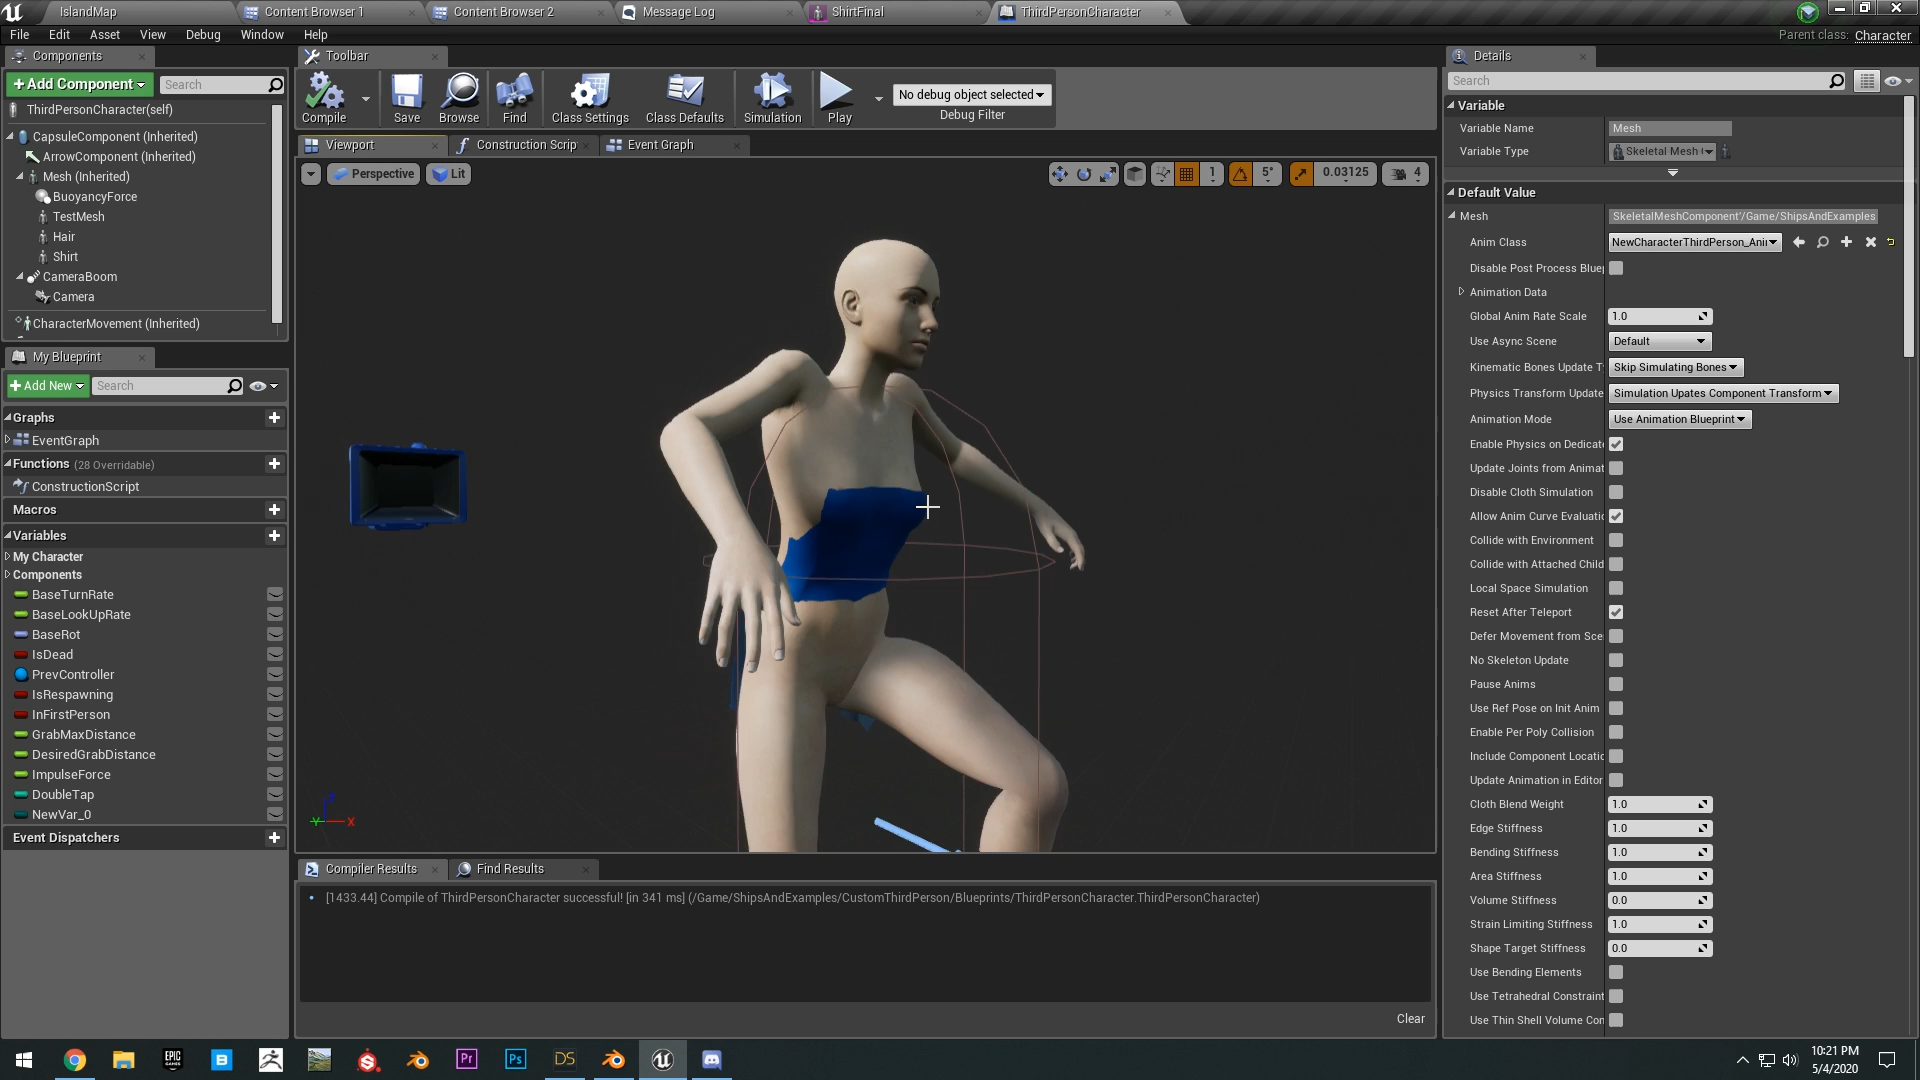 IslandMap
Content Browser 1
Content Browser 2
Message Log
ShirtFinal
ThirdPersonCharacter
File Edit Asset View Debug Window Help
Parent class: Character
Components
+ Add Component
Search
ThirdPersonCharacter(self)
CapsuleComponent (Inherited)
ArrowComponent (Inherited)
Mesh (Inherited)
BuoyancyForce
TestMesh
Hair
Shirt
CameraBoom
Camera
CharacterMovement (Inherited)
My Blueprint
+ Add New
Search
Graphs
EventGraph
Functions (28 Overridable)
ConstructionScript
Macros
Variables
My Character
Components
BaseTurnRate
BaseLookUpRate
BaseRot
IsDead
PrevController
IsRespawning
InFirstPerson
GrabMaxDistance
DesiredGrabDistance
ImpulseForce
DoubleTap
NewVar_0
Event Dispatchers
Toolbar
Compile
Save
Browse
Find
Class Settings
Class Defaults
Simulation
Play
No debug object selected
Debug Filter
Viewport
Construction Scrip
Event Graph
Perspective
Lit
1
5°
0.03125
4
Z
Y
X
Compiler Results
Find Results
[1433.44] Compile of ThirdPersonCharacter successful! [in 341 ms] (/Game/ShipsAndExamples/CustomThirdPerson/Blueprints/ThirdPersonCharacter.ThirdPersonCharacter)
Clear
Details
Search
Variable
Variable Name Mesh
Variable Type Skeletal Mesh
Default Value
Mesh SkeletalMeshComponent'/Game/ShipsAndExamples
Anim Class NewCharacterThirdPerson_Ani
Disable Post Process Bluep
Animation Data
Global Anim Rate Scale 1.0
Use Async Scene Default
Kinematic Bones Update T Skip Simulating Bones
Physics Transform Update Simulation Upates Component Transform
Animation Mode Use Animation Blueprint
Enable Physics on Dedicat
Update Joints from Animat
Disable Cloth Simulation
Allow Anim Curve Evaluatio
Collide with Environment
Collide with Attached Child
Local Space Simulation
Reset After Teleport
Defer Movement from Sce
No Skeleton Update
Pause Anims
Use Ref Pose on Init Anim
Enable Per Poly Collision
Include Component Locatio
Update Animation in Editor
Cloth Blend Weight 1.0
Edge Stiffness 1.0
Bending Stiffness 1.0
Area Stiffness 1.0
Volume Stiffness 0.0
Strain Limiting Stiffness 1.0
Shape Target Stiffness 0.0
Use Bending Elements
Use Tetrahedral Constraint
Use Thin Shell Volume Con
EPIC GAMES
B
Pr
Ps
DS
10:21 PM
5/4/2020